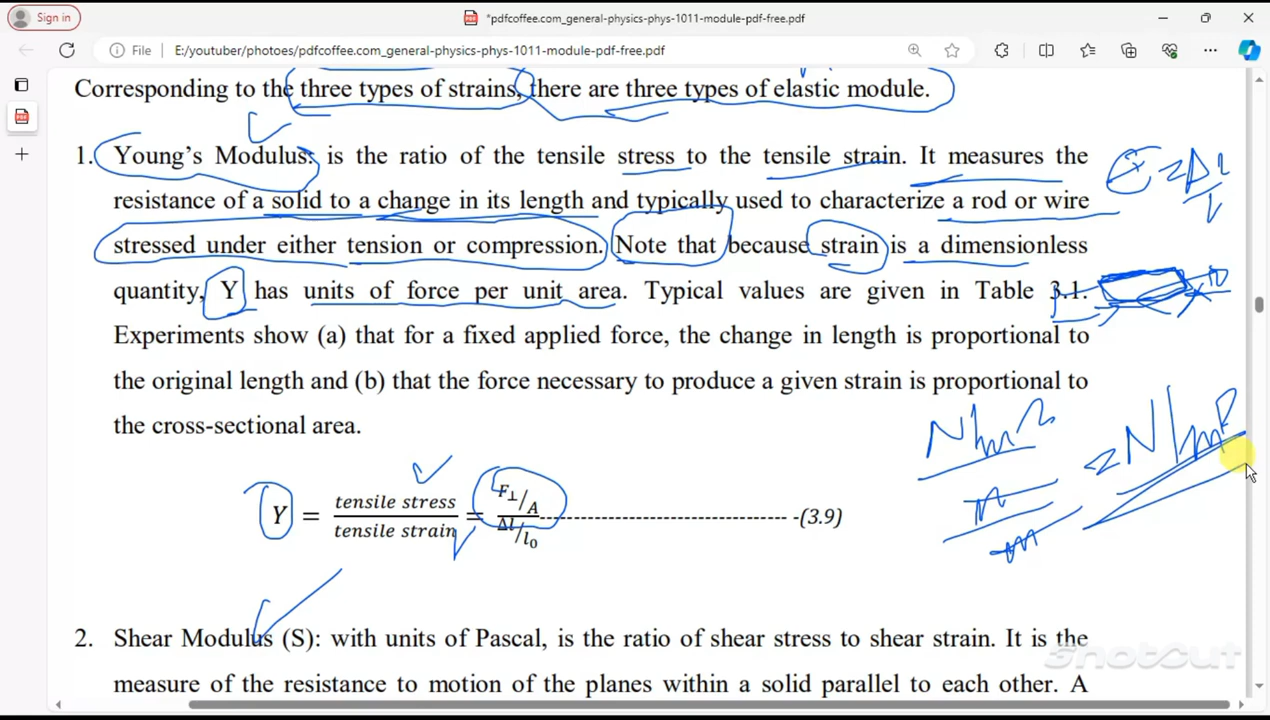 Sign in
*pdfcoffee.com_general-physics-phys-1011-module-pdf-free.pdf
File E:/youtuber/photoes/pdfcoffee.com_general-physics-phys-1011-module-pdf-free.pdf
Corresponding to the three types of strains, there are three types of elastic module.
1. Young's Modulus: is the ratio of the tensile stress to the tensile strain. It measures the
resistance of a solid to a change in its length and typically used to characterize a rod or wire
stressed under either tension or compression. Note that because strain is a dimensionless
quantity, Y has units of force per unit area. Typical values are given in Table 3.1.
Experiments show (a) that for a fixed applied force, the change in length is proportional to
the original length and (b) that the force necessary to produce a given strain is proportional to
the cross-sectional area.
N/m²
m
m
= N/m²
Y = tensile stress / tensile strain = F⊥/A / Δl/l₀ -------------------------------- -(3.9)
2. Shear Modulus (S): with units of Pascal, is the ratio of shear stress to shear strain. It is the
measure of the resistance to motion of the planes within a solid parallel to each other. A
ShotCut